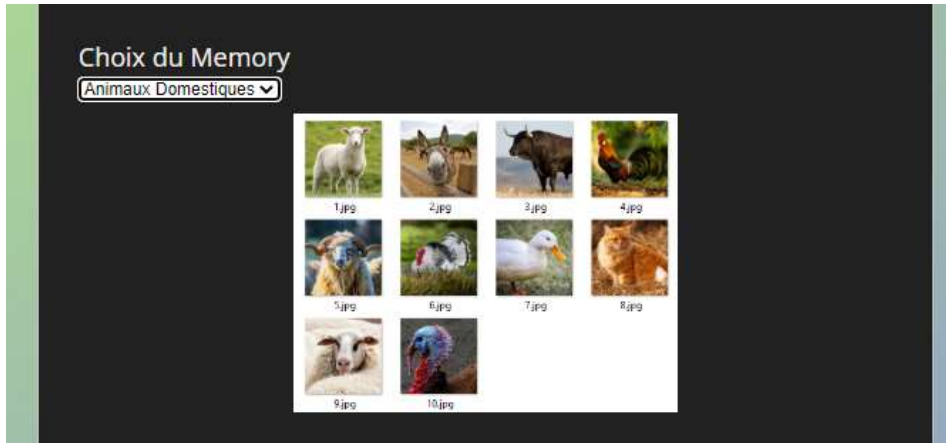 Choix du Memory
Animaux Domestiques
1.jpg 2.jpg 3.jpg 4.jpg
5.jpg 6.jpg 7.jpg 8.jpg
9.jpg 10.jpg